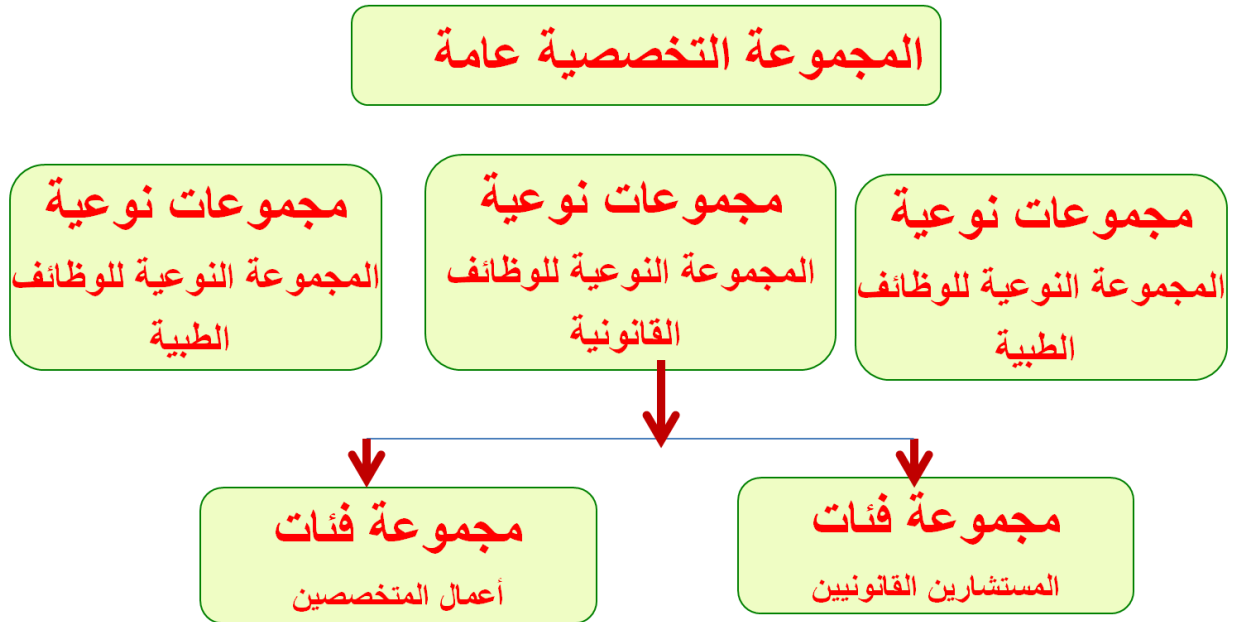 المجموعة التخصصية عامة
مجموعات نوعية
المجموعة النوعية للوظائف
الطبية
مجموعات نوعية
المجموعة النوعية للوظائف
القانونية
مجموعات نوعية
المجموعة النوعية للوظائف
الطبية
مجموعة فئات
المستشارين القانونيين
مجموعة فئات
أعمال المتخصصين